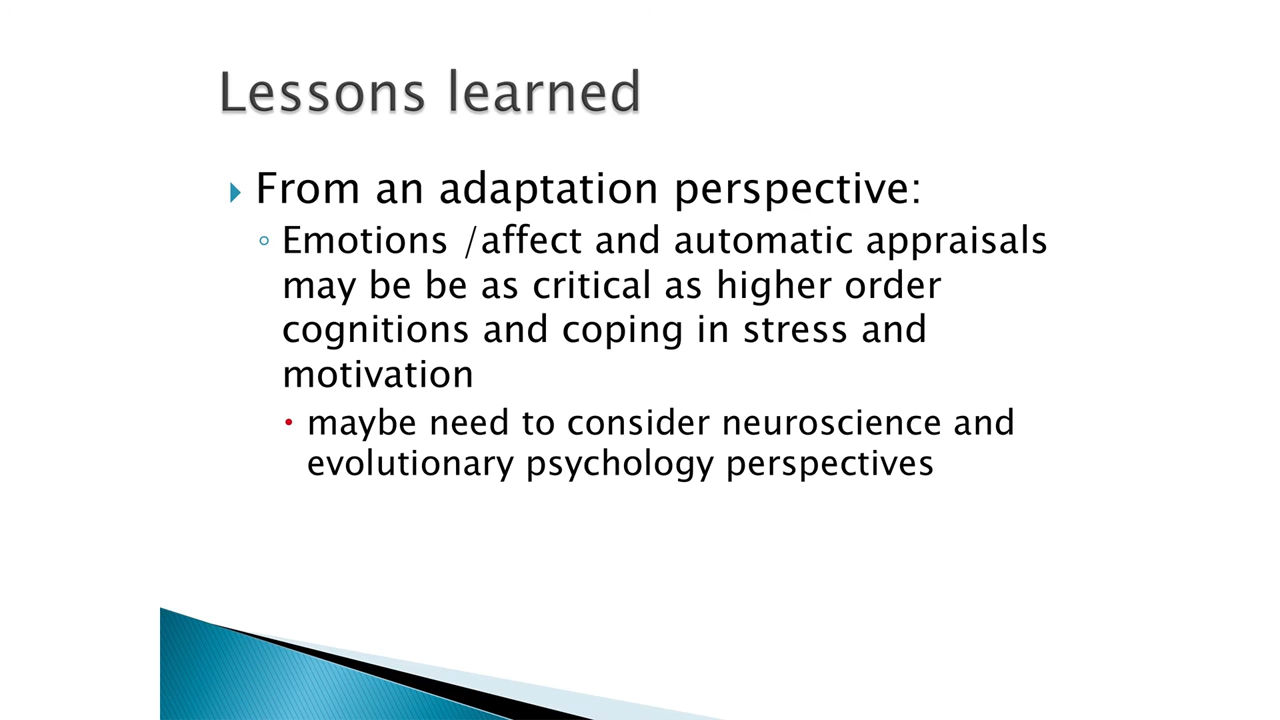 Lessons learned
From an adaptation perspective:
Emotions /affect and automatic appraisals
may be be as critical as higher order
cognitions and coping in stress and
motivation
maybe need to consider neuroscience and
evolutionary psychology perspectives